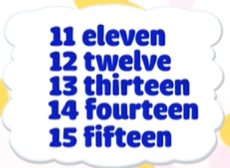 11 eleven
12 twelve
13 thirteen
14 fourteen
15 fifteen